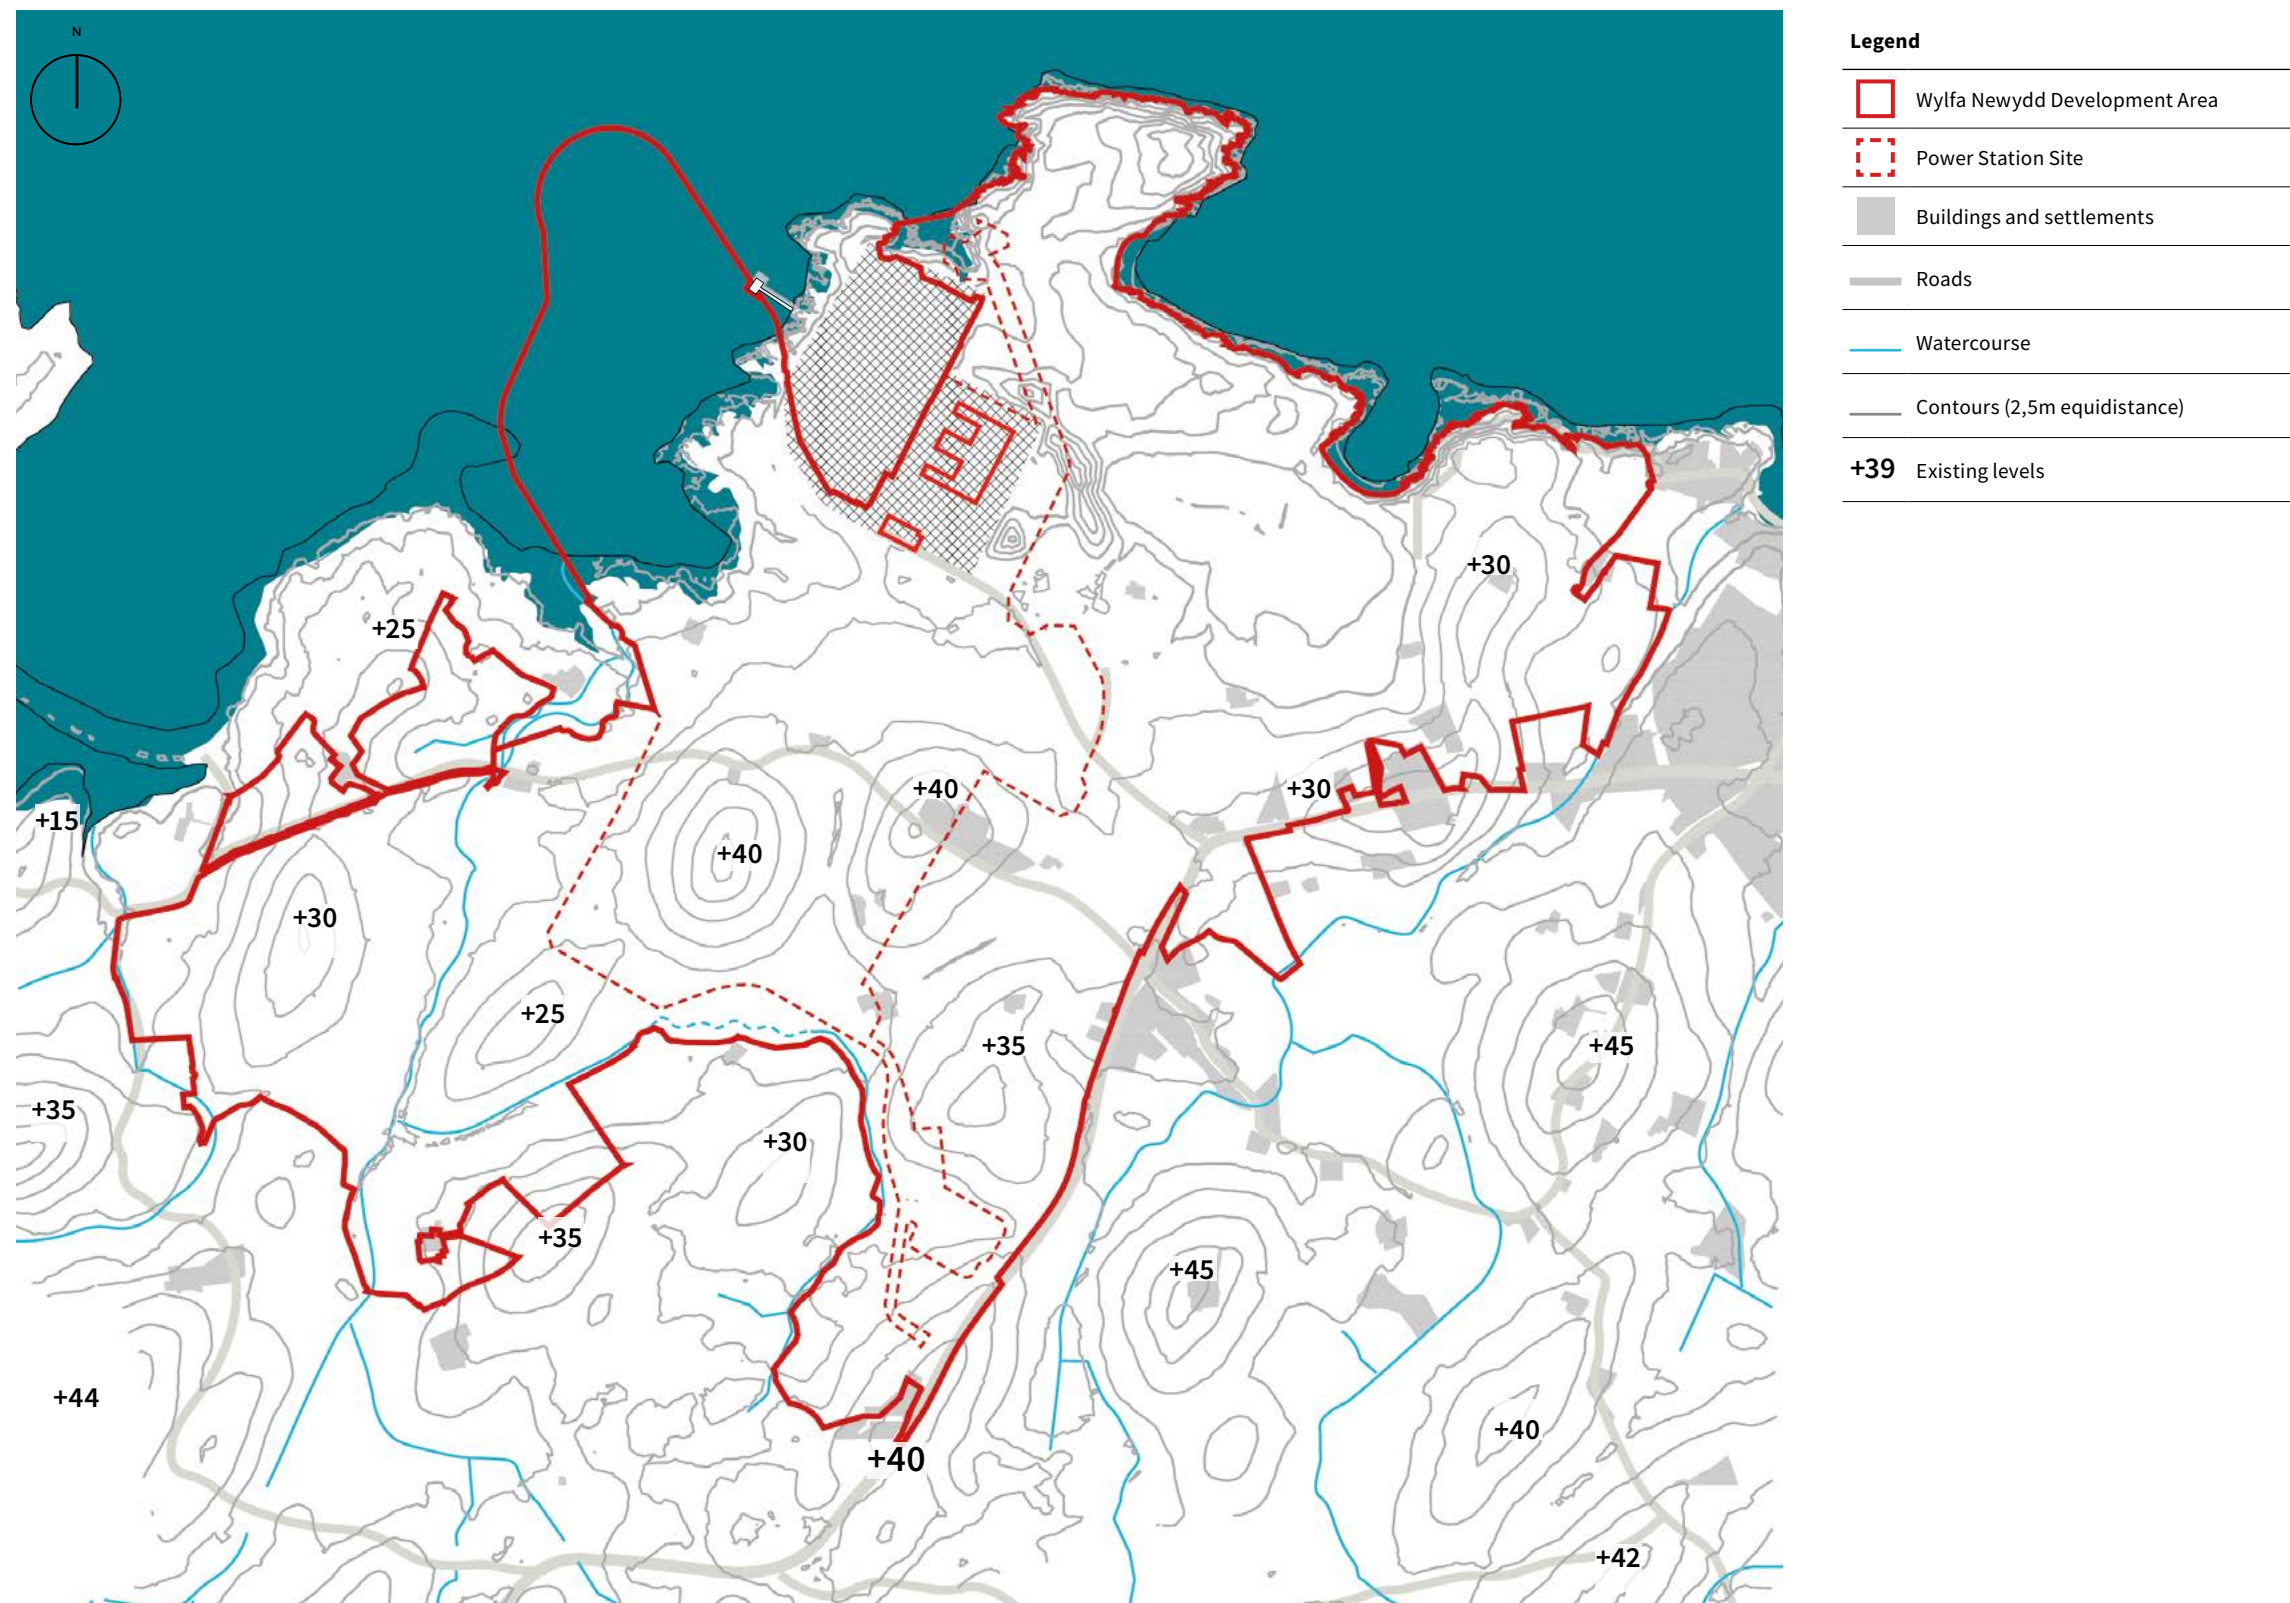 N
Legend
Wylfa Newydd Development Area
Power Station Site
Buildings and settlements
Roads
Watercourse
Contours (2,5m equidistance)
+39 Existing levels
+30
+25
+40
+30
+15
+40
+30
+25
+35
+45
+35
+30
+35
+45
+44
+40
+40
+42